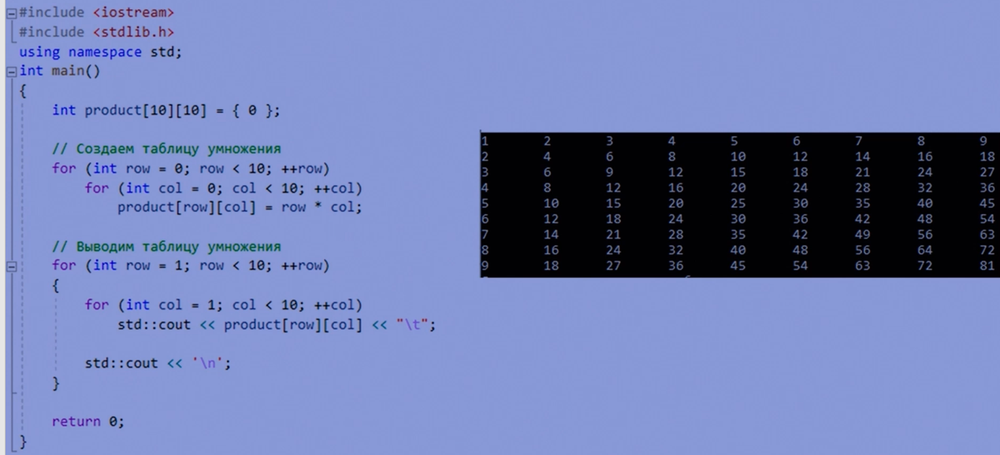 #include <iostream>
#include <stdlib.h>
using namespace std;
int main()
{
int product[10][10] = { 0 };
// Создаем таблицу умножения
for (int row = 0; row < 10; ++row)
for (int col = 0; col < 10; ++col)
product[row][col] = row * col;
// Выводим таблицу умножения
for (int row = 1; row < 10; ++row)
{
for (int col = 1; col < 10; ++col)
std::cout << product[row][col] << "\t";
std::cout << '\n';
}
return 0;
}
1 2 3 4 5 6 7 8 9
2 4 6 8 10 12 14 16 18
3 6 9 12 15 18 21 24 27
4 8 12 16 20 24 28 32 36
5 10 15 20 25 30 35 40 45
6 12 18 24 30 36 42 48 54
7 14 21 28 35 42 49 56 63
8 16 24 32 40 48 56 64 72
9 18 27 36 45 54 63 72 81